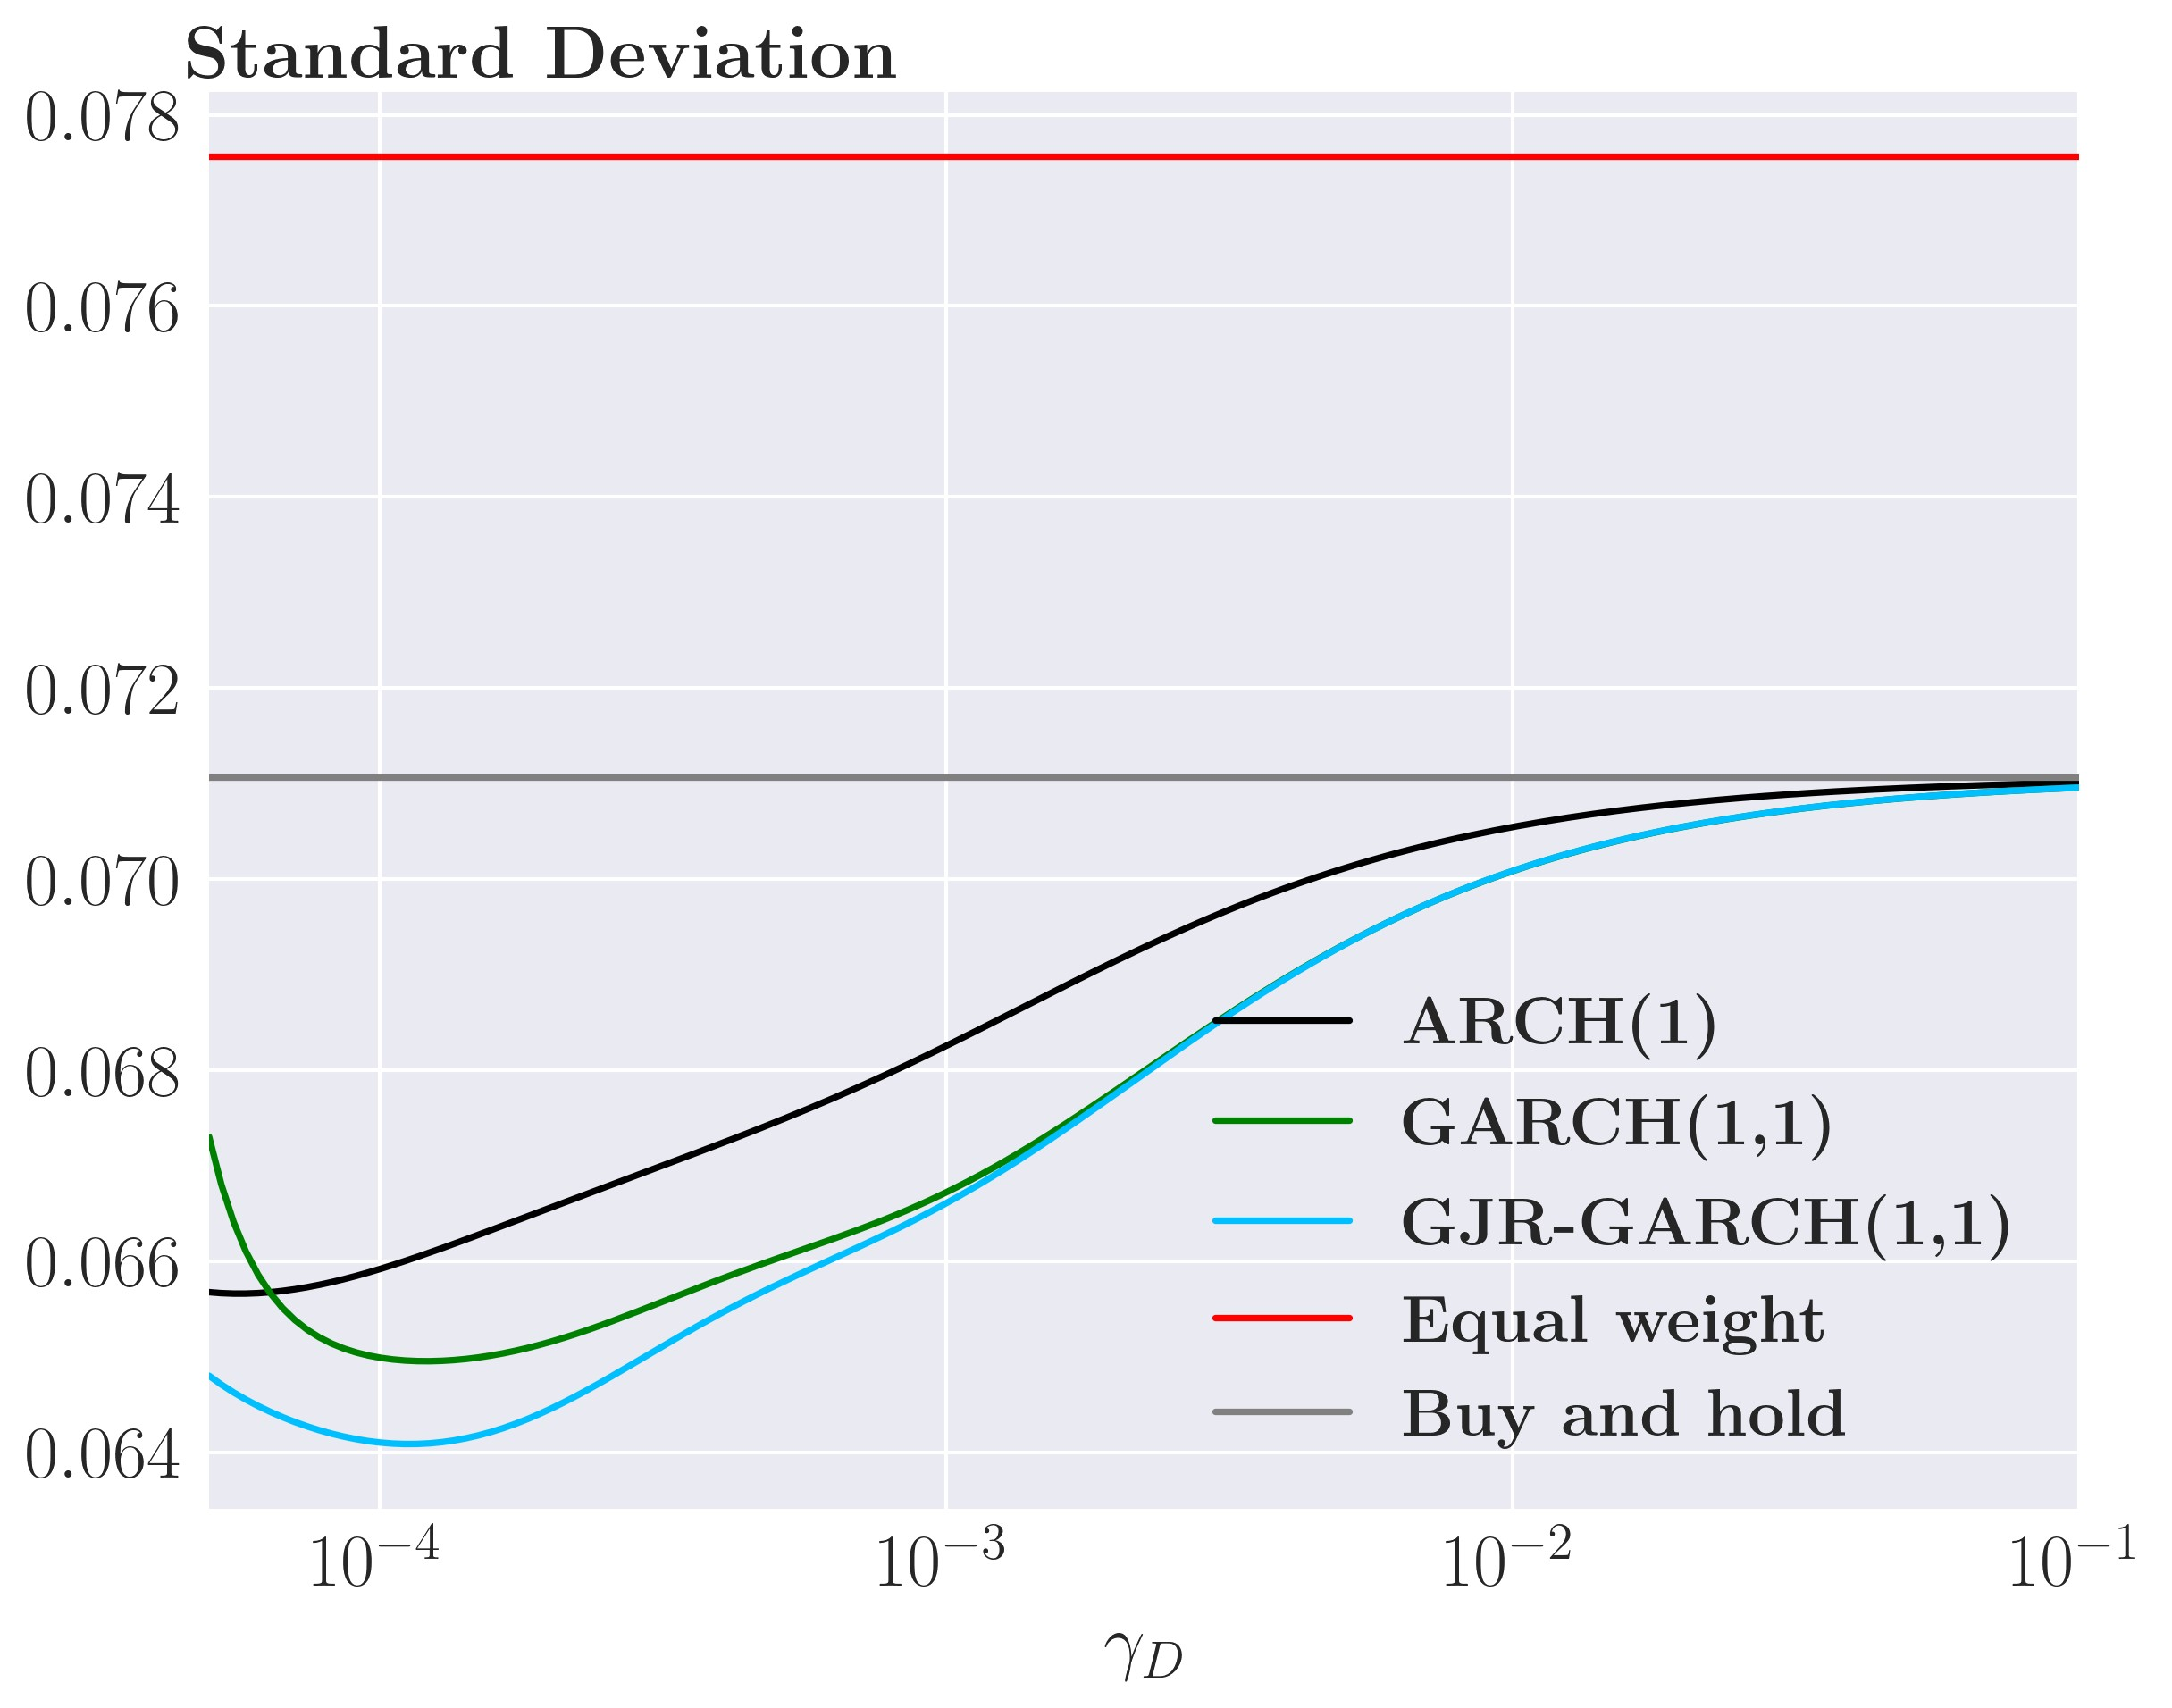 Standard Deviation
0.078
0.076
0.074
0.072
0.070
0.068
0.066
0.064
ARCH(1)
GARCH(1,1)
GJR-GARCH(1,1)
Equal weight
Buy and hold
10⁻⁴ 10⁻³ 10⁻² 10⁻¹
γ_D